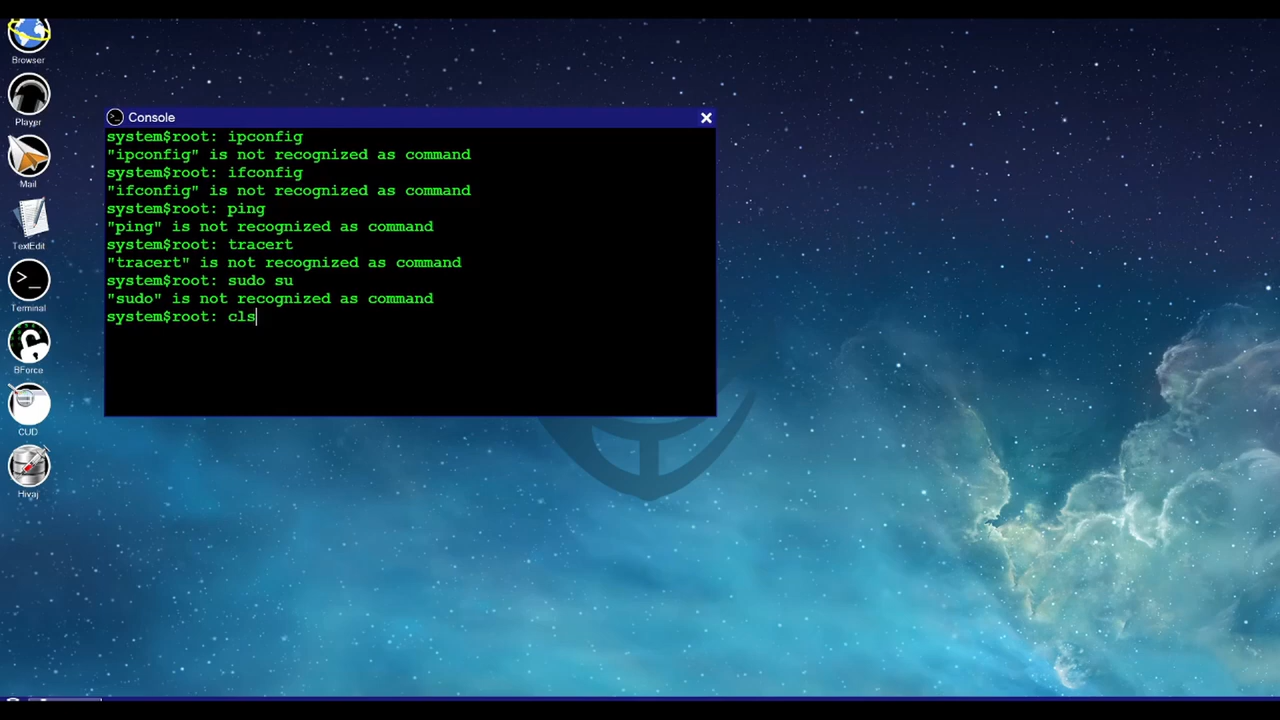 Browser
Player
Mail
TextEdit
Terminal
BForce
CUD
Hivaj
Console
system$root: ipconfig
"ipconfig" is not recognized as command
system$root: ifconfig
"ifconfig" is not recognized as command
system$root: ping
"ping" is not recognized as command
system$root: tracert
"tracert" is not recognized as command
system$root: sudo su
"sudo" is not recognized as command
system$root: cls